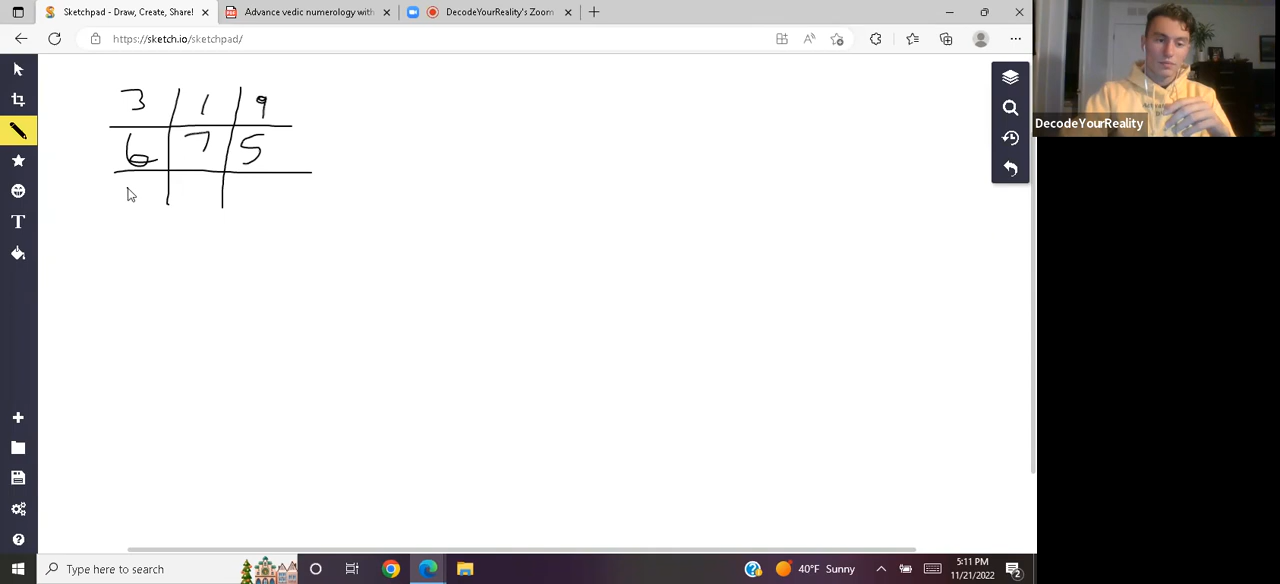 Sketchpad - Draw, Create, Share!
Advance vedic numerology with
DecodeYourReality's Zoom
https://sketch.io/sketchpad/
DecodeYourReality
3 1 9
6 7 5
T
Type here to search
40°F Sunny
5:11 PM
11/21/2022
2